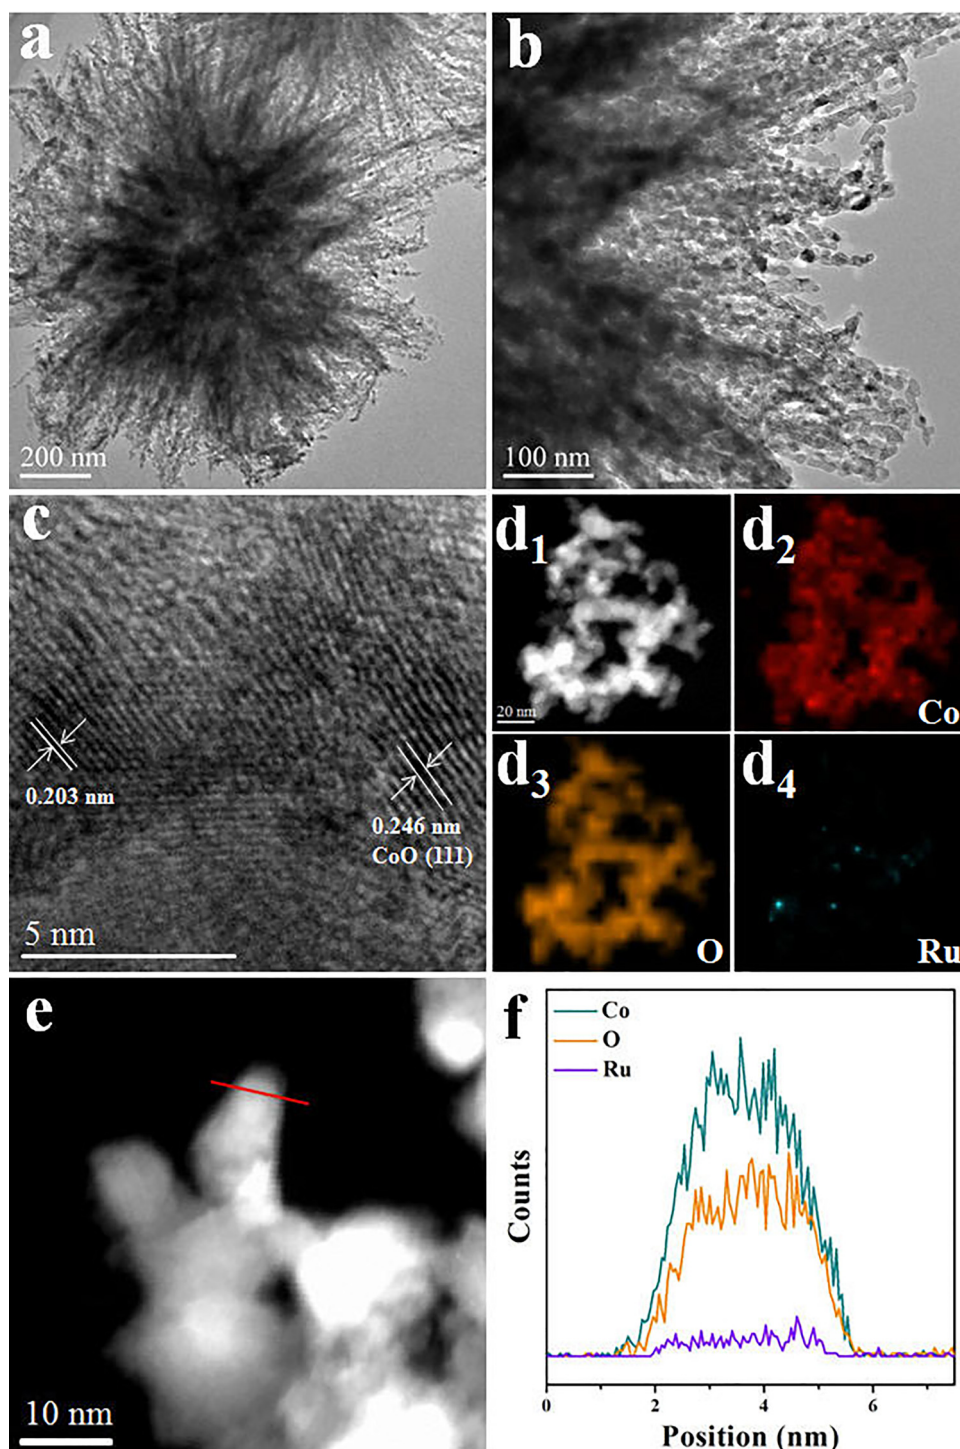 a
200 nm
b
100 nm
c
0.203 nm
0.246 nm
CoO (111)
5 nm
d1
20 nm
d2
Co
d3
O
d4
Ru
e
10 nm
f
Co
O
Ru
Counts
0 2 4 6
Position (nm)